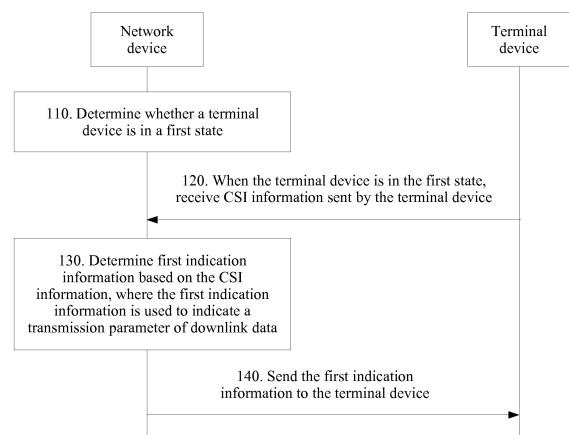 Network
device
Terminal
device
110. Determine whether a terminal
device is in a first state
120. When the terminal device is in the first state,
receive CSI information sent by the terminal device
130. Determine first indication
information based on the CSI
information, where the first indication
information is used to indicate a
transmission parameter of downlink data
140. Send the first indication
information to the terminal device